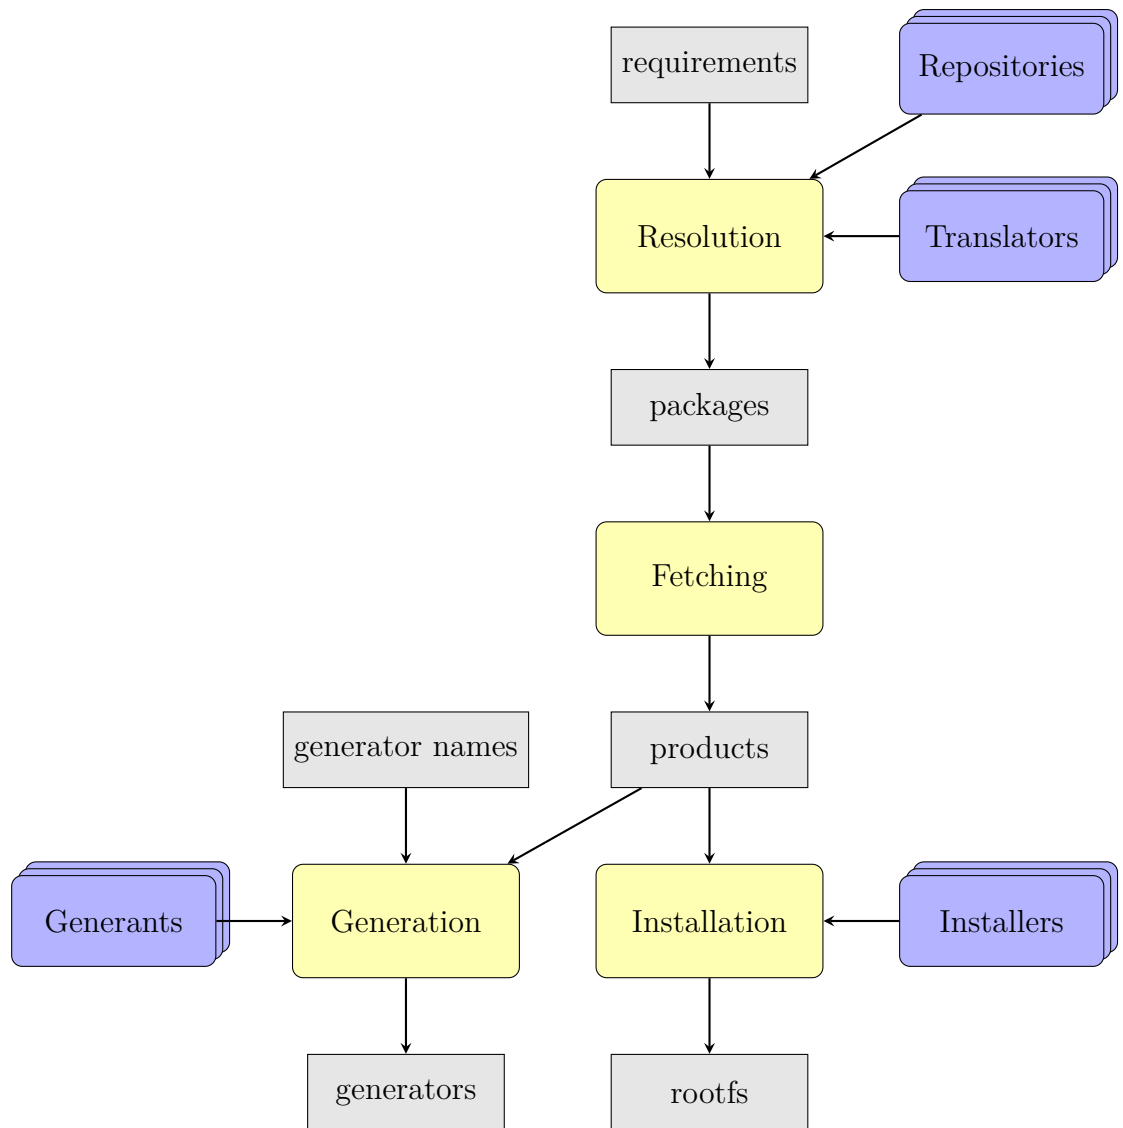 requirements
Repositories
Resolution
Translators
packages
Fetching
generator names
products
Generants
Generation
Installation
Installers
generators
rootfs